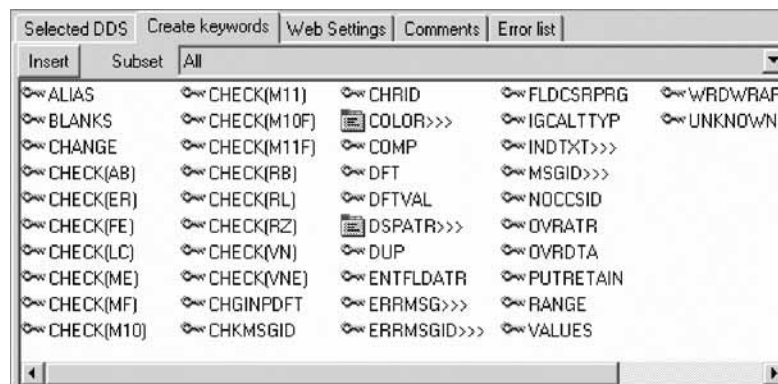 Selected DDS Create keywords Web Settings Comments Error list
Insert Subset All
ALIAS CHECK(M11) CHRID FLDCSRPRG WRDWRAP
BLANKS CHECK(M10F) COLOR>>> IGCALTTYP UNKNOWN
CHANGE CHECK(M11F) COMP INDTXT>>>
CHECK(AB) CHECK(RB) DFT MSGID>>>
CHECK(ER) CHECK(RL) DFTVAL NOCCSID
CHECK(FE) CHECK(RZ) DSPATR>>> OVRATR
CHECK(LC) CHECK(VN) DUP OVRDTA
CHECK(ME) CHECK(VNE) ENTFLDATR PUTRETAIN
CHECK(MF) CHGINPDFT ERRMSG>>> RANGE
CHECK(M10) CHKMSGID ERRMSGID>>> VALUES